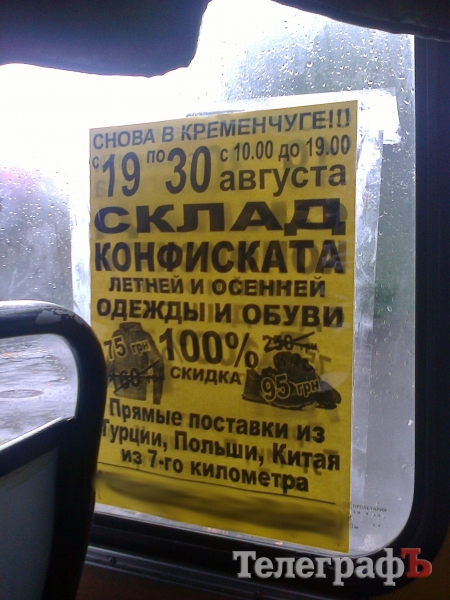 СНОВА В КРЕМЕНЧУГЕ!!!
с 19 по 30 с 10.00 до 19.00
августа
СКЛАД
КОНФИСКАТА
ЛЕТНЕЙ И ОСЕННЕЙ
ОДЕЖДЫ И ОБУВИ
75 грн 100% 250 грн
160 СКИДКА 95 грн
Прямые поставки из
Турции, Польши, Китая
из 7-го километра
ТелеграфЪ